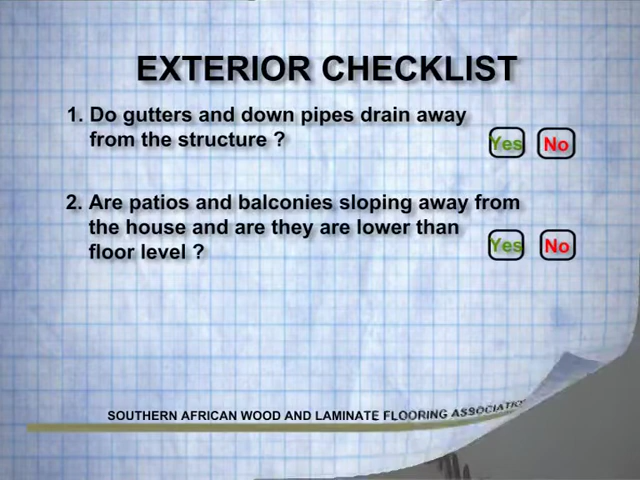 EXTERIOR CHECKLIST
1. Do gutters and down pipes drain away
from the structure ?
Yes No
2. Are patios and balconies sloping away from
the house and are they are lower than
floor level ?
Yes No
SOUTHERN AFRICAN WOOD AND LAMINATE FLOORING ASSOCIATION